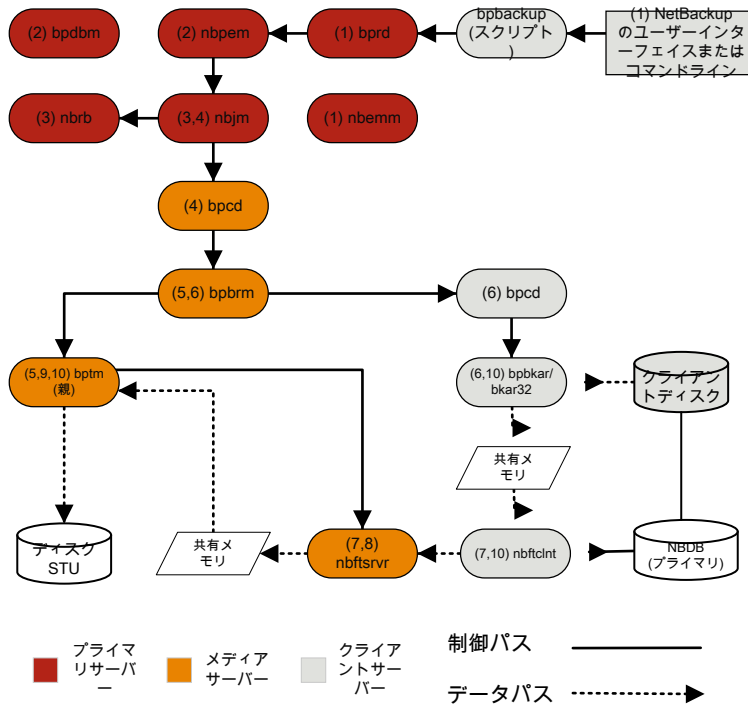 (2) bpdbm
(2) nbpem
(1) bprd
bpbackup
(スクリプト
)
(1) NetBackup
のユーザーインタ
ーフェイスまたは
コマンドライン
(3) nbrb
(3,4) nbjm
(1) nbemm
(4) bpcd
(5,6) bpbrm
(6) bpcd
(5,9,10) bptm
(親)
(6,10) bpbkar/
bkar32
クライアン
トディスク
共有メ
モリ
ディスク
STU
共有メ
モリ
(7,8)
nbftsrvr
(7,10) nbftclnt
NBDB
(プライマリ)
プライマ
リサーバ
ー
メディア
サーバー
クライア
ントサー
バー
制御パス
データパス